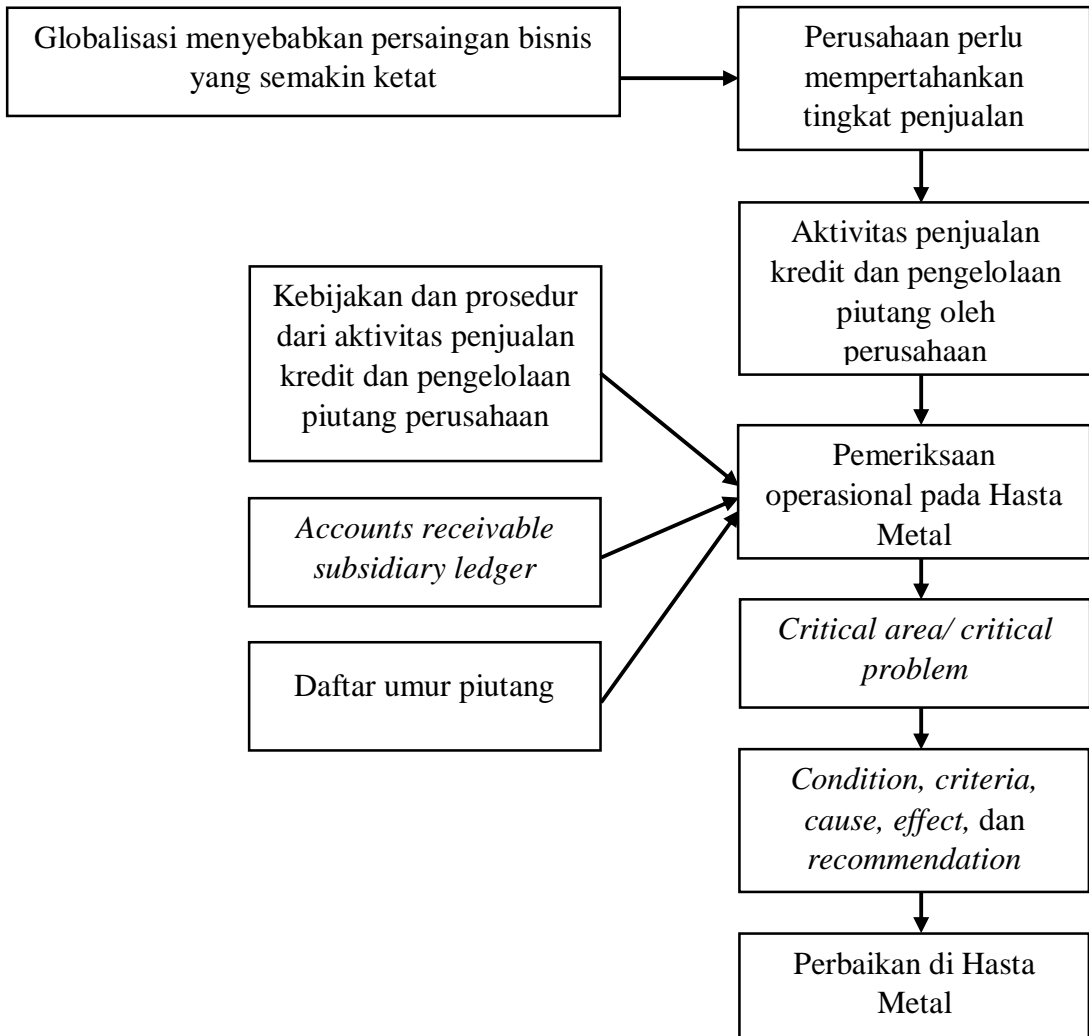 Globalisasi menyebabkan persaingan bisnis
yang semakin ketat
Perusahaan perlu
mempertahankan
tingkat penjualan
Aktivitas penjualan
kredit dan pengelolaan
piutang oleh
perusahaan
Kebijakan dan prosedur
dari aktivitas penjualan
kredit dan pengelolaan
piutang perusahaan
Accounts receivable
subsidiary ledger
Daftar umur piutang
Pemeriksaan
operasional pada Hasta
Metal
Critical area/ critical
problem
Condition, criteria,
cause, effect, dan
recommendation
Perbaikan di Hasta
Metal